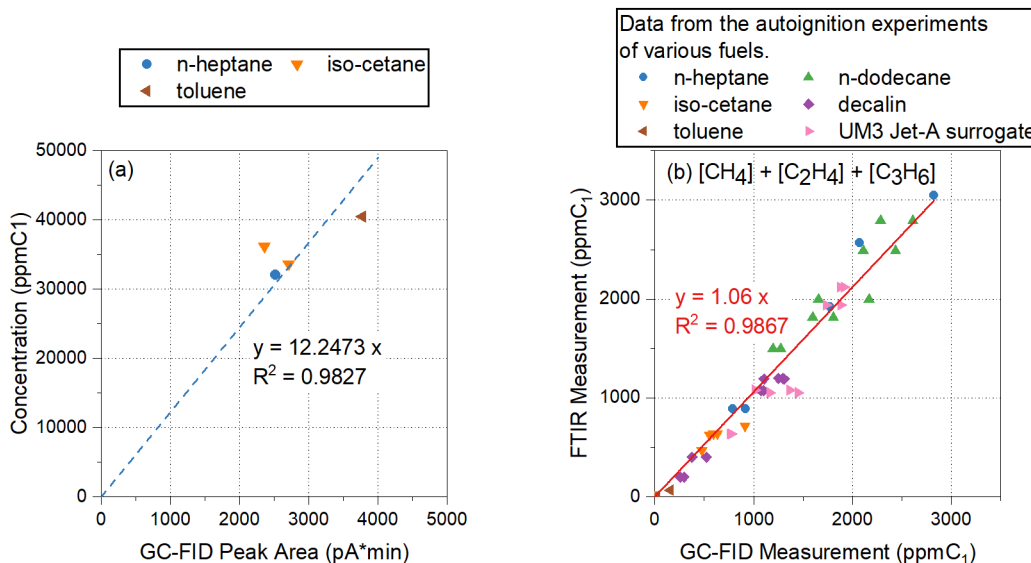 n-heptane iso-cetane
toluene
(a)
Concentration (ppmC1)
50000
40000
30000
20000
10000
0
y = 12.2473 x
R² = 0.9827
0 1000 2000 3000 4000 5000
GC-FID Peak Area (pA*min)
Data from the autoignition experiments
of various fuels.
n-heptane n-dodecane
iso-cetane decalin
toluene UM3 Jet-A surrogate
(b) [CH₄] + [C₂H₄] + [C₃H₆]
FTIR Measurement (ppmC₁)
3000
2000
1000
0
y = 1.06 x
R² = 0.9867
0 1000 2000 3000
GC-FID Measurement (ppmC₁)